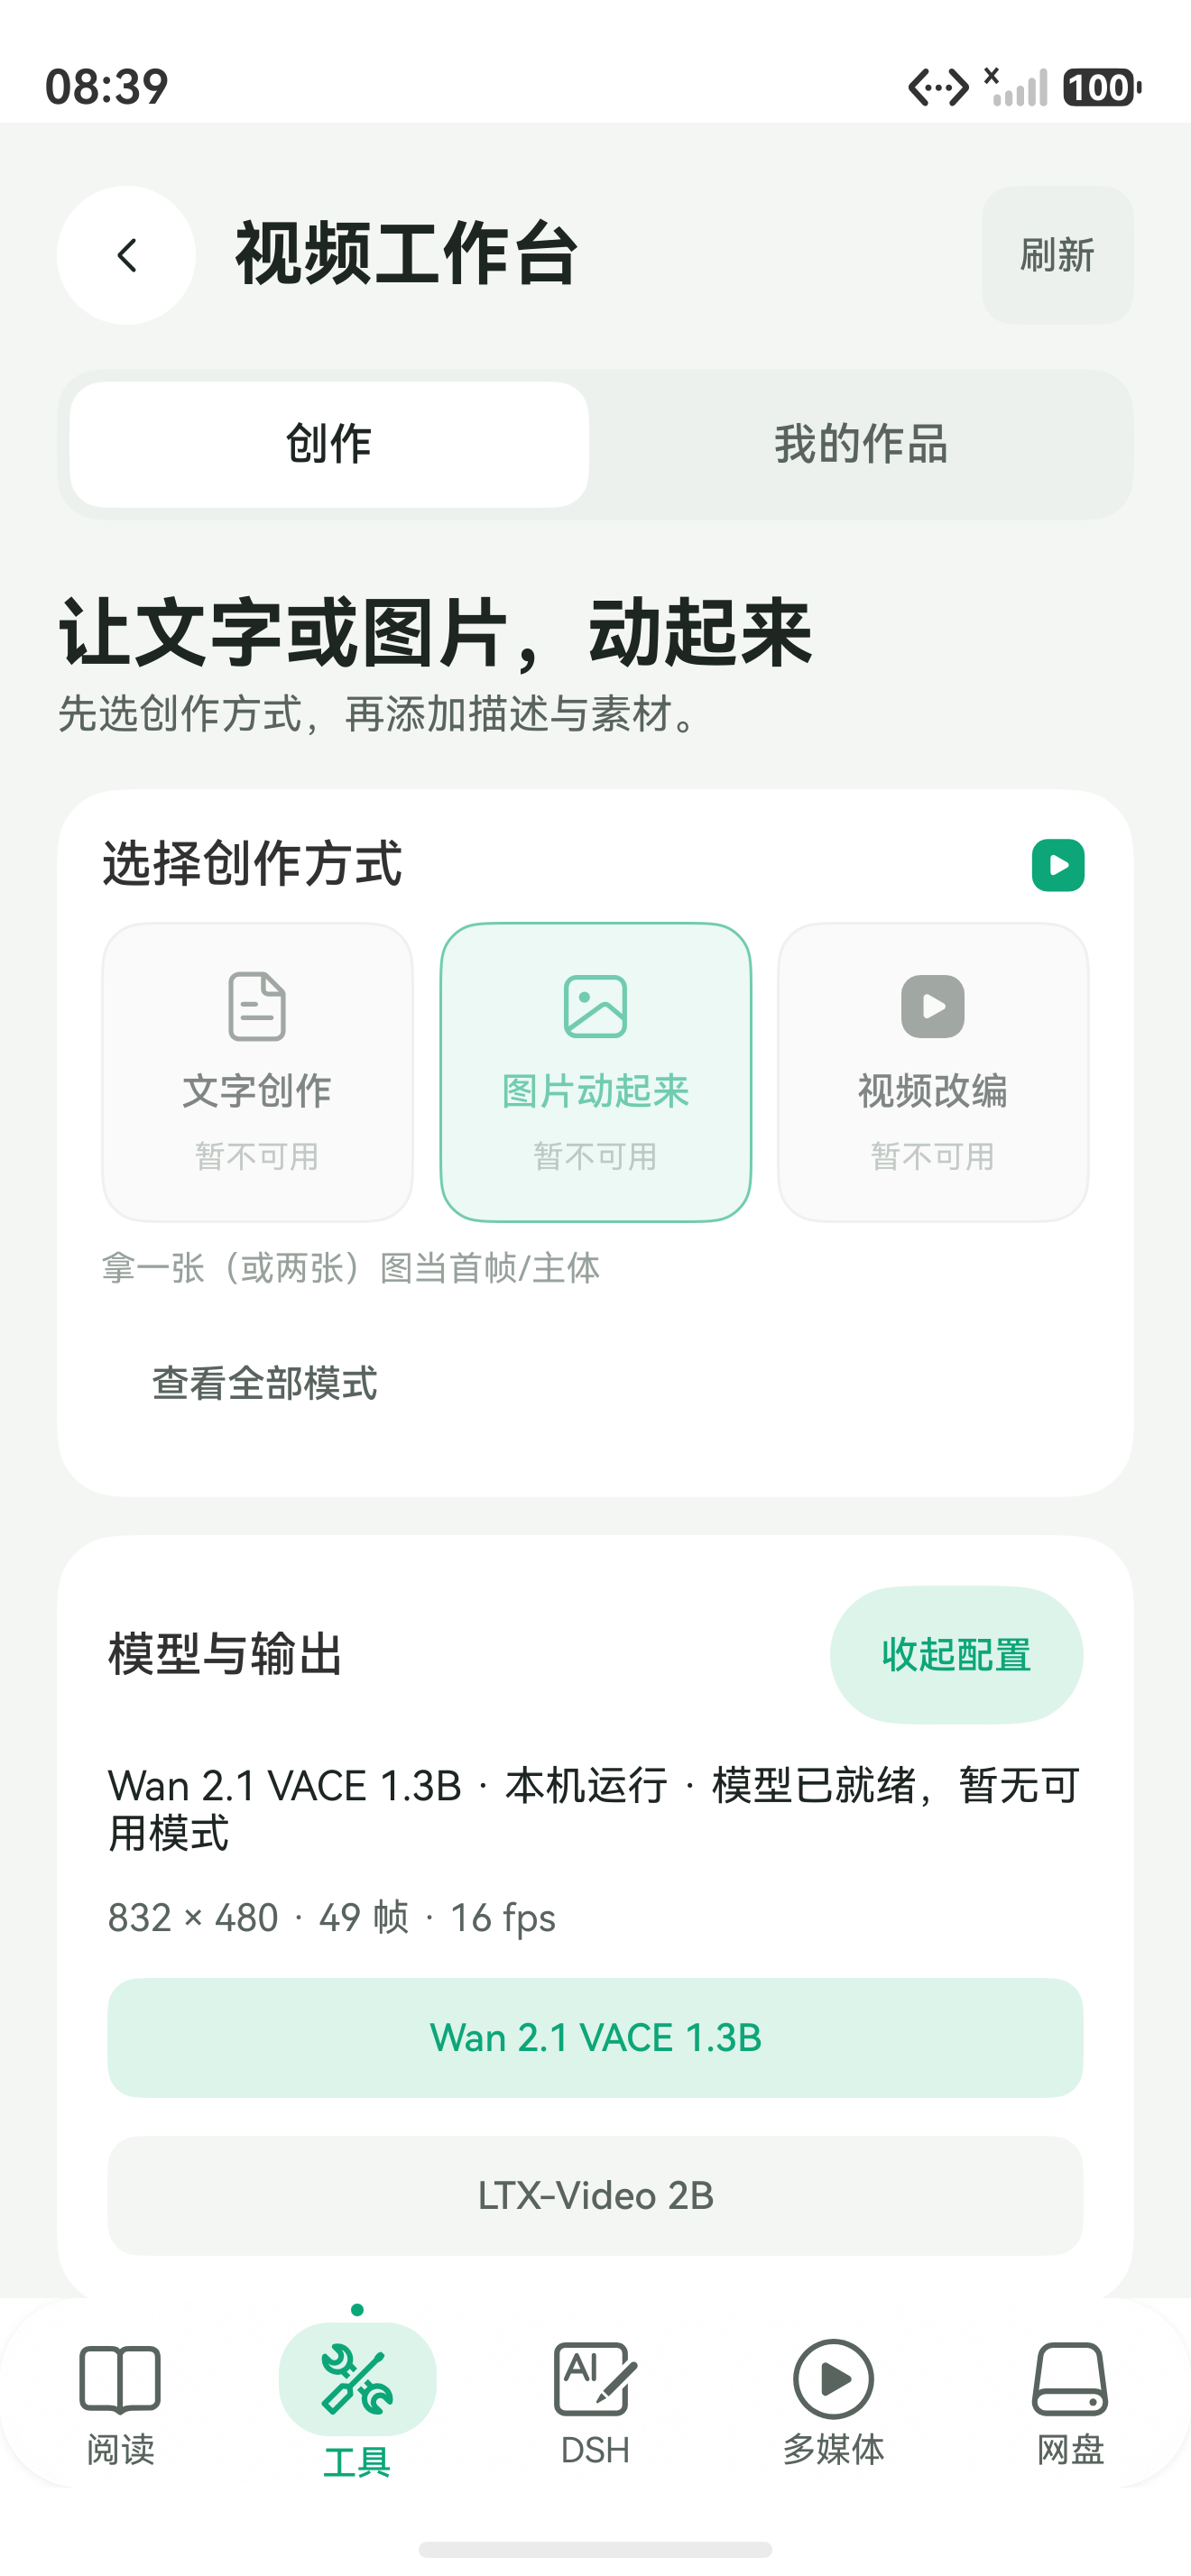 08:39
100
视频工作台
刷新
创作
我的作品
让文字或图片，动起来
先选创作方式，再添加描述与素材。
选择创作方式
文字创作
暂不可用
图片动起来
暂不可用
视频改编
暂不可用
拿一张（或两张）图当首帧/主体
查看全部模式
模型与输出
收起配置
Wan 2.1 VACE 1.3B · 本机运行 · 模型已就绪，暂无可
用模式
832 × 480 · 49 帧 · 16 fps
Wan 2.1 VACE 1.3B
LTX-Video 2B
阅读
工具
AI
DSH
多媒体
网盘